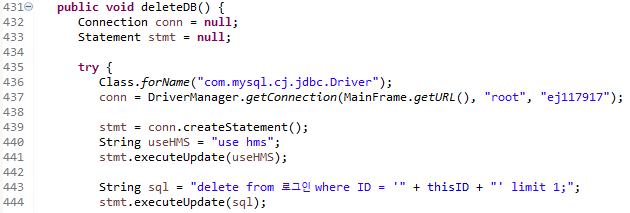 431 public void deleteDB() {
432 Connection conn = null;
433 Statement stmt = null;
434
435 try {
436 Class.forName("com.mysql.cj.jdbc.Driver");
437 conn = DriverManager.getConnection(MainFrame.getURL(), "root", "ej117917");
438
439 stmt = conn.createStatement();
440 String useHMS = "use hms";
441 stmt.executeUpdate(useHMS);
442
443 String sql = "delete from 로그인 where ID = '" + thisID + "' limit 1;";
444 stmt.executeUpdate(sql);